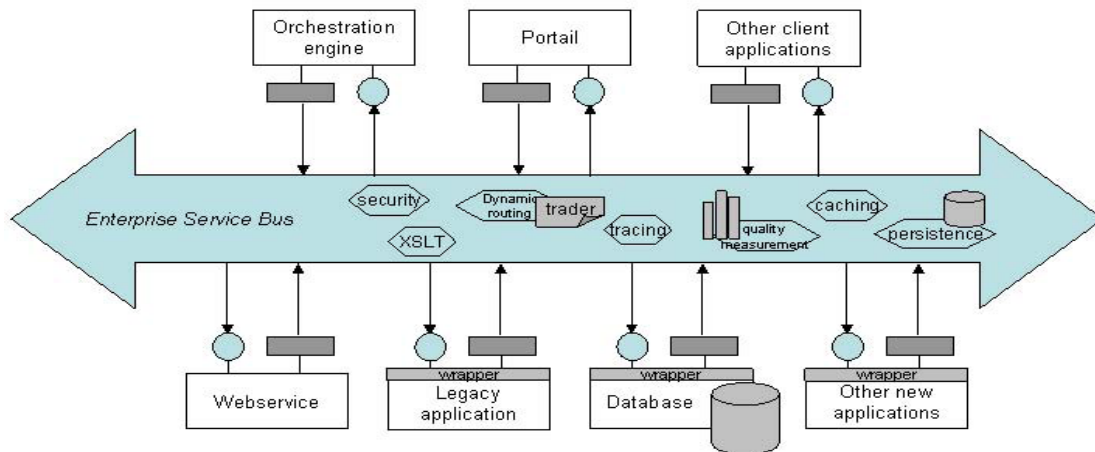 Orchestration
engine
Portail
Other client
applications
Enterprise Service Bus
security
XSLT
Dynamic
routing
trader
tracing
quality
measurement
caching
persistence
Webservice
wrapper
Legacy
application
wrapper
Database
wrapper
Other new
applications